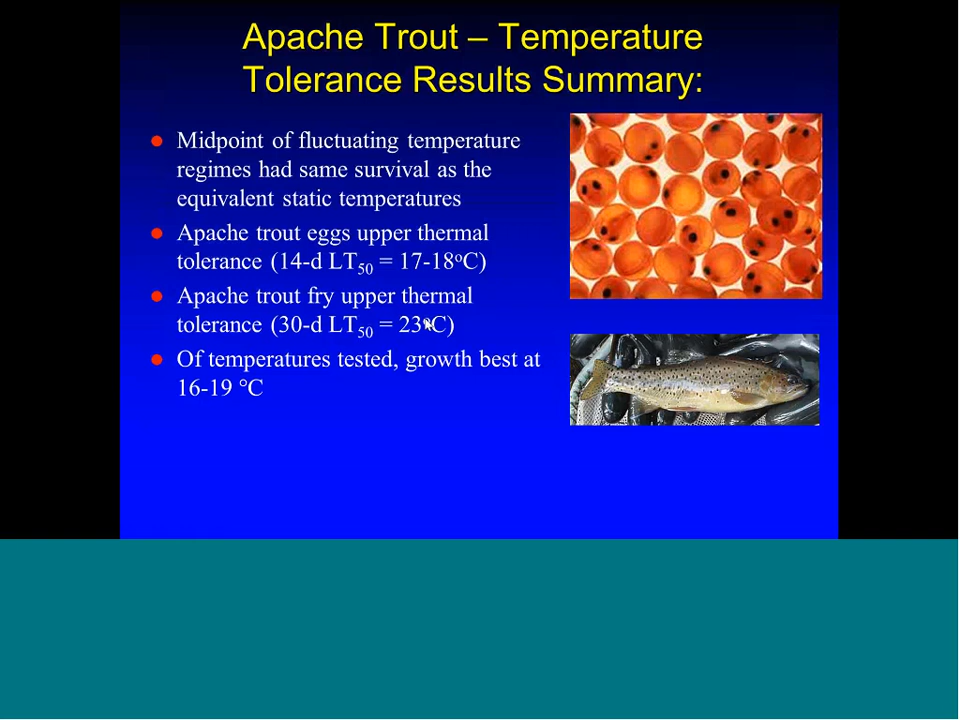 Apache Trout – Temperature
Tolerance Results Summary:
● Midpoint of fluctuating temperature
regimes had same survival as the
equivalent static temperatures
● Apache trout eggs upper thermal
tolerance (14-d LT50 = 17-18ºC)
● Apache trout fry upper thermal
tolerance (30-d LT50 = 23ºC)
● Of temperatures tested, growth best at
16-19 °C